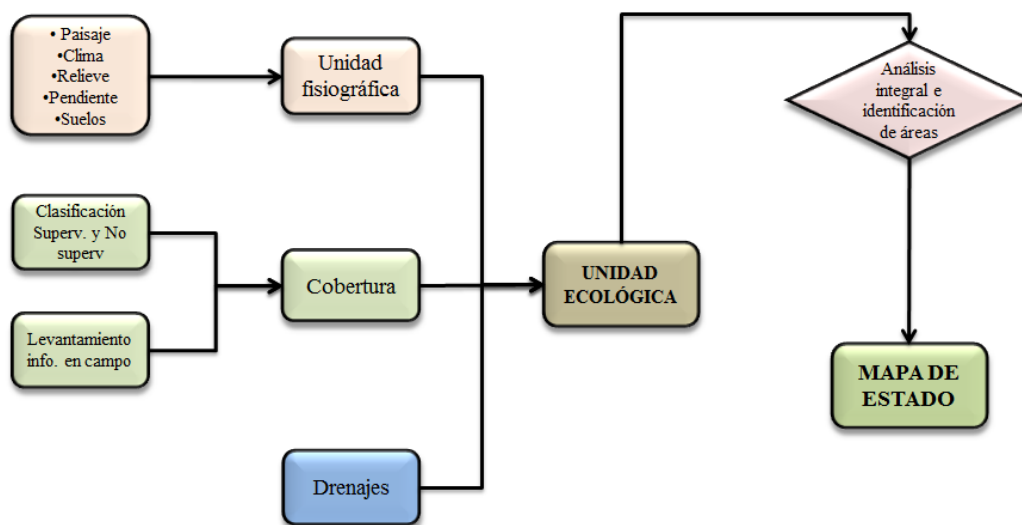 • Paisaje
•Clima
•Relieve
•Pendiente
•Suelos
Unidad
fisiográfica
Análisis
integral e
identificación
de áreas
Clasificación
Superv. y No
superv
Cobertura
UNIDAD
ECOLÓGICA
Levantamiento
info. en campo
MAPA DE
ESTADO
Drenajes